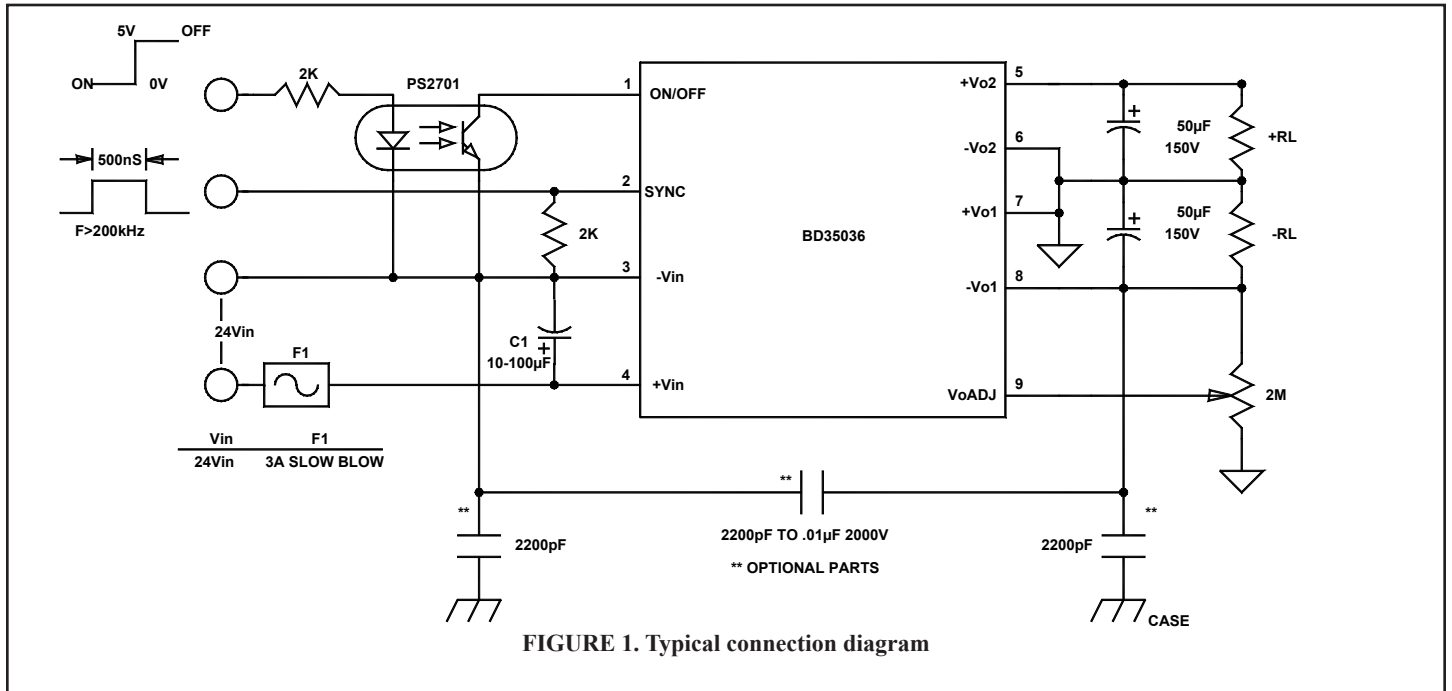 5V OFF
ON 0V
2K
PS2701
500nS
F>200kHz
2K
24Vin
F1
C1
10-100µF
+
Vin F1
24Vin 3A SLOW BLOW
1 ON/OFF
2 SYNC
3 -Vin
4 +Vin
BD35036
+Vo2 5
-Vo2 6
+Vo1 7
-Vo1 8
VoADJ 9
+
50µF
150V
+RL
+
50µF
150V
-RL
2M
**
2200pF
**
2200pF TO .01µF 2000V
** OPTIONAL PARTS
**
2200pF
CASE
FIGURE 1. Typical connection diagram